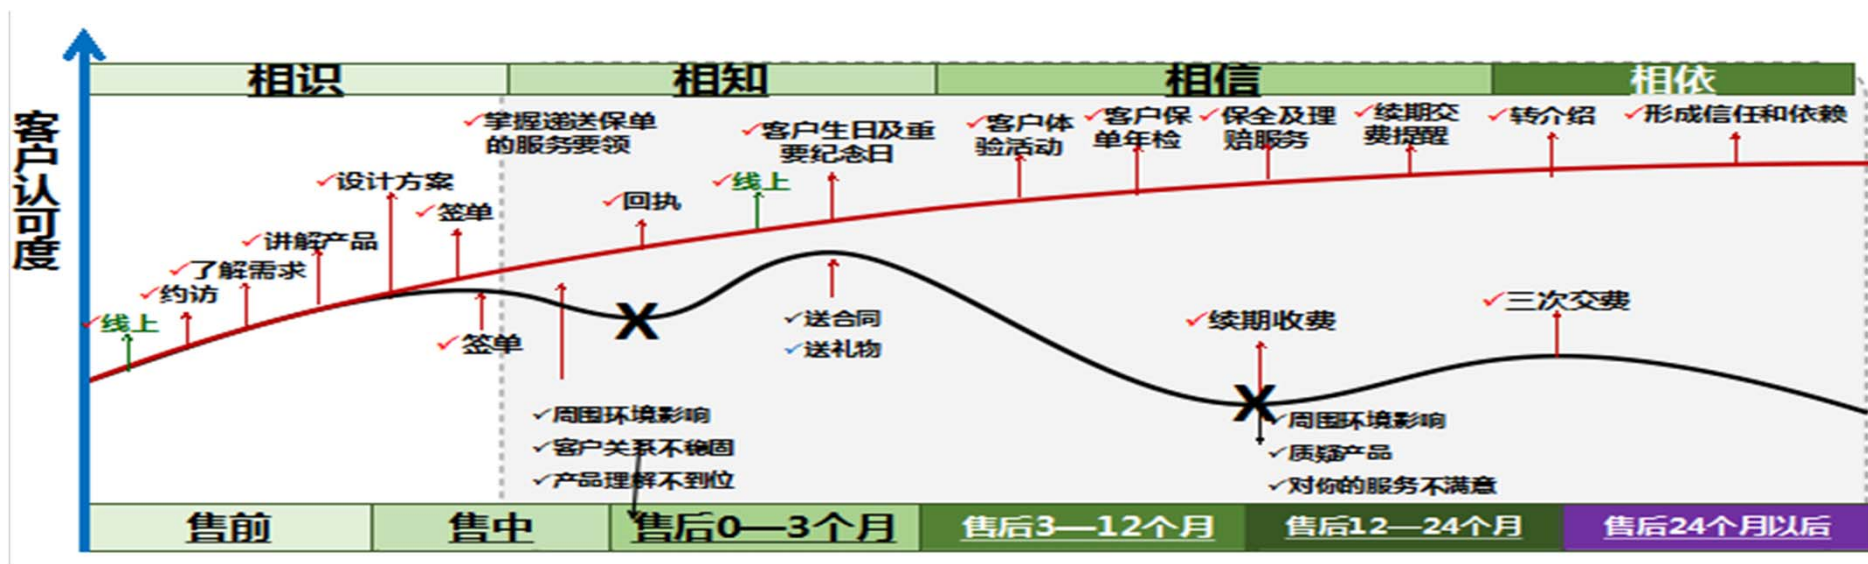 相识
相知
相信
相依
客户认可度
✓掌握递送保单
的服务要领
✓客户生日及重
要纪念日
✓客户体
验活动
✓客户保
单年检
✓保全及理
赔服务
✓续期交
费提醒
✓转介绍
✓形成信任和依赖
✓设计方案
✓签单
✓回执
✓线上
✓讲解产品
✓了解需求
✓约访
✓线上
✓签单
✓送合同
✓送礼物
✓续期收费
✓三次交费
✓周围环境影响
✓客户关系不稳固
✓产品理解不到位
✓周围环境影响
✓质疑产品
✓对你的服务不满意
X
X
售前
售中
售后0—3个月
售后3—12个月
售后12—24个月
售后24个月以后